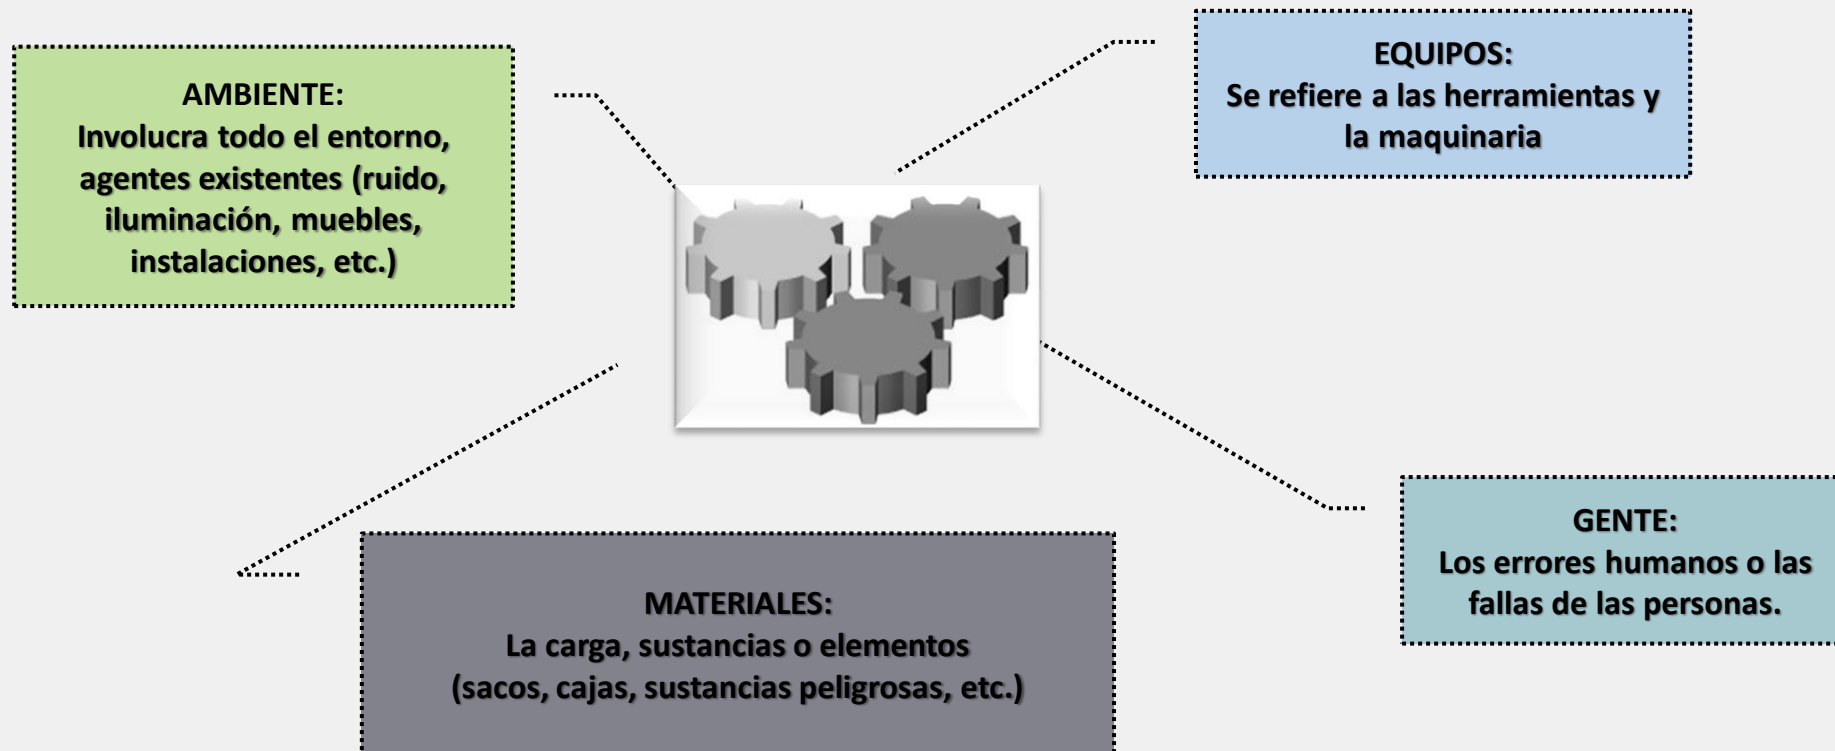 AMBIENTE:
Involucra todo el entorno,
agentes existentes (ruido,
iluminación, muebles,
instalaciones, etc.)
EQUIPOS:
Se refiere a las herramientas y
la maquinaria
MATERIALES:
La carga, sustancias o elementos
(sacos, cajas, sustancias peligrosas, etc.)
GENTE:
Los errores humanos o las
fallas de las personas.